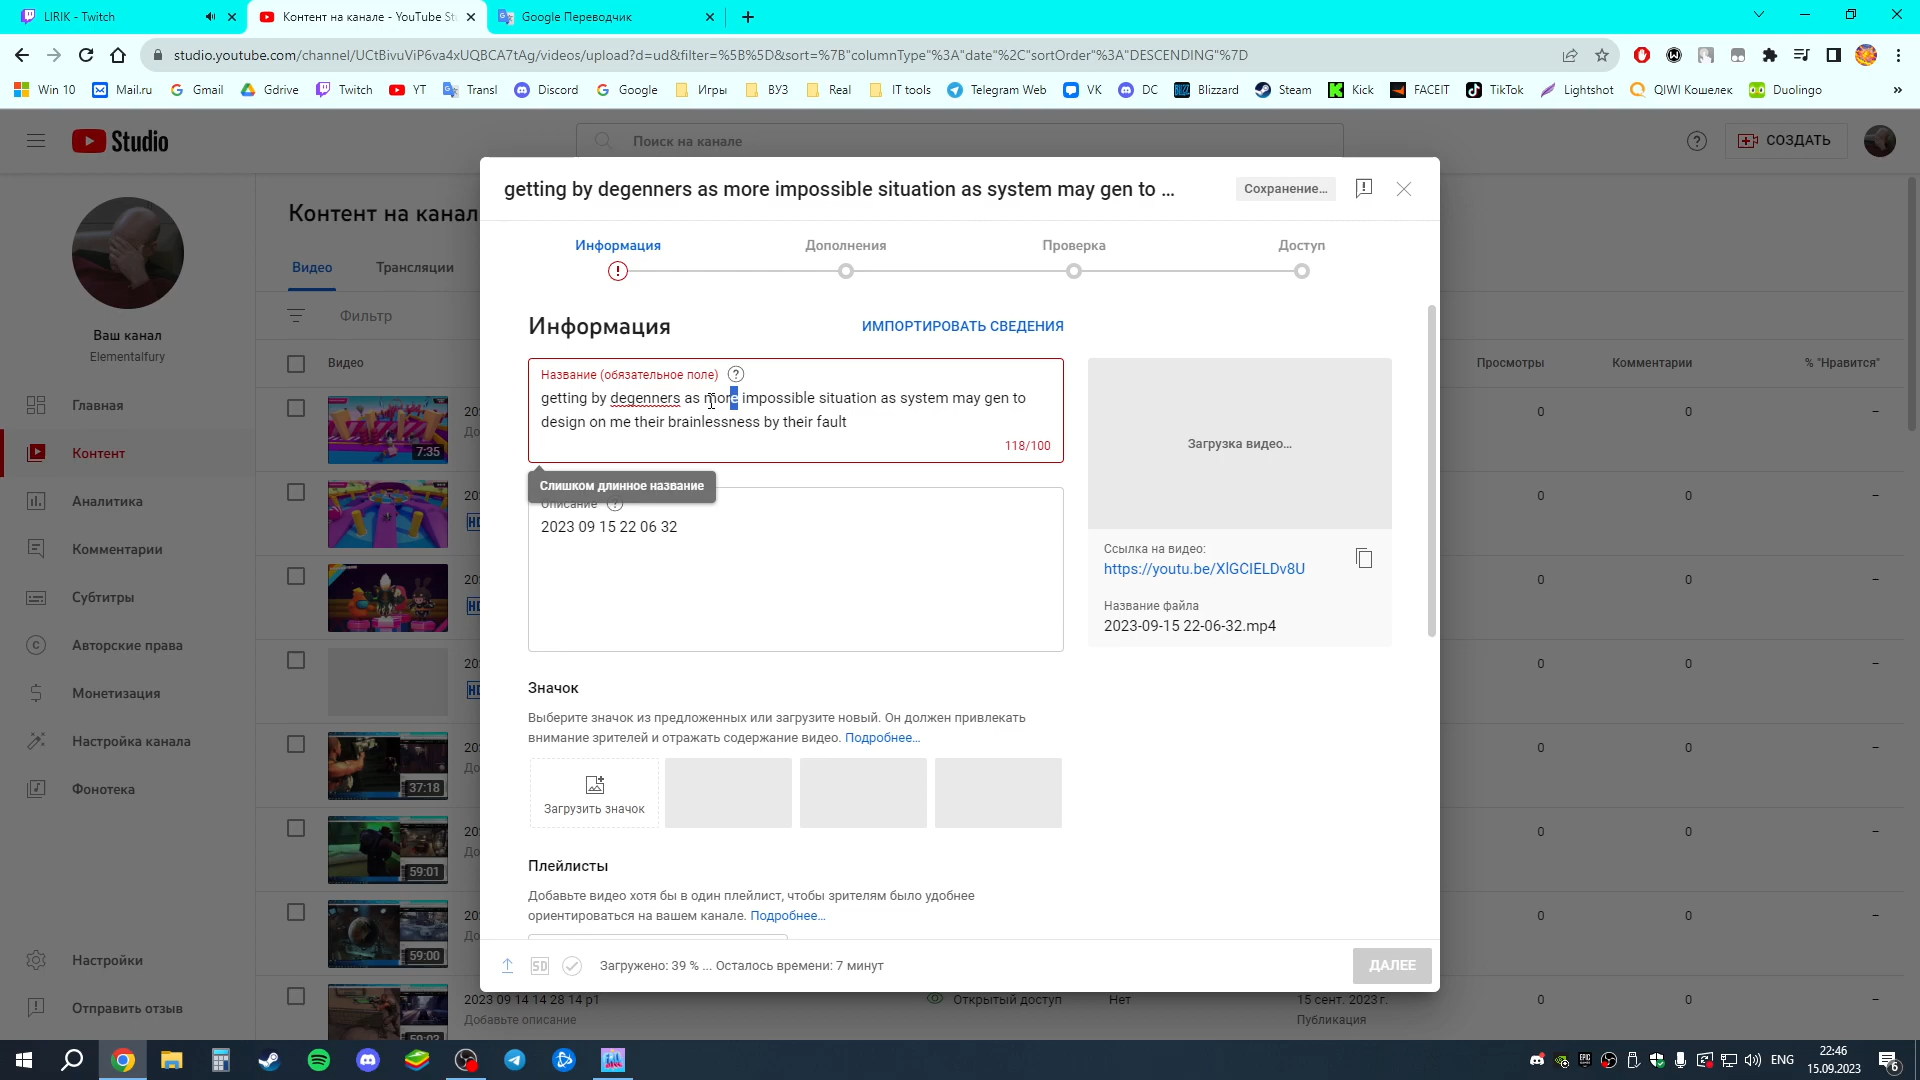 LIRIK - Twitch
Контент на канале - YouTube St
Google Переводчик
studio.youtube.com/channel/UCtBivuViP6va4xUQBCA7tAg/videos/upload?d=ud&filter=%5B%5D&sort=%7B"columnType"%3A"date"%2C"sortOrder"%3A"DESCENDING"%7D
Win 10
Mail.ru
Gmail
Gdrive
Twitch
YT
Transl
Discord
Google
Игры
ВУЗ
Real
IT tools
Telegram Web
VK
DC
Blizzard
Steam
Kick
FACEIT
TikTok
Lightshot
QIWI Кошелек
Duolingo
»
Studio
Поиск на канале
СОЗДАТЬ
Ваш канал
Elementalfury
Главная
Контент
Аналитика
Комментарии
Субтитры
Авторские права
Монетизация
Настройка канала
Фонотека
Настройки
Отправить отзыв
Контент на канал
Видео
Трансляции
Фильтр
Видео
Просмотры
Комментарии
% "Нравится"
7:35
37:18
59:01
59:00
2023 09 14 14 28 14 p1
Добавьте описание
Открытый доступ
Нет
15 сент. 2023 г.
Публикация
getting by degenners as more impossible situation as system may gen to ...
Сохранение...
Информация
Дополнения
Проверка
Доступ
Информация
ИМПОРТИРОВАТЬ СВЕДЕНИЯ
Название (обязательное поле)
getting by degenners as more impossible situation as system may gen to
design on me their brainlessness by their fault
118/100
Слишком длинное название
Описание
2023 09 15 22 06 32
Загрузка видео...
Ссылка на видео:
https://youtu.be/XlGCIELDv8U
Название файла
2023-09-15 22-06-32.mp4
Значок
Выберите значок из предложенных или загрузите новый. Он должен привлекать
внимание зрителей и отражать содержание видео. Подробнее...
Загрузить значок
Плейлисты
Добавьте видео хотя бы в один плейлист, чтобы зрителям было удобнее
ориентироваться на вашем канале. Подробнее...
SD
Загружено: 39 % ... Осталось времени: 7 минут
ДАЛЕЕ
ENG
22:46
15.09.2023
6